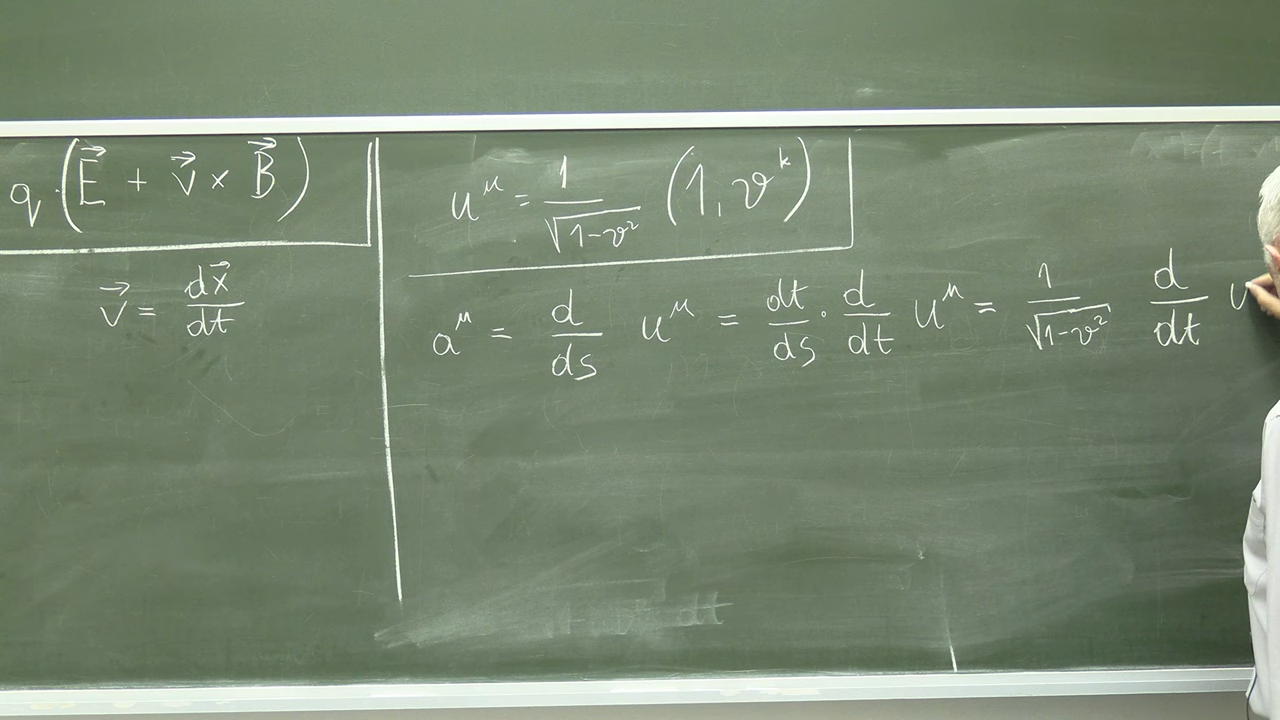 q · (E⃗ + v⃗ × B⃗)
v⃗ = dx⃗/dt
u^μ = 1/√(1-v²) (1, v^k)
a^μ = d/ds u^μ = dt/ds · d/dt u^μ = 1/√(1-v²) d/dt u